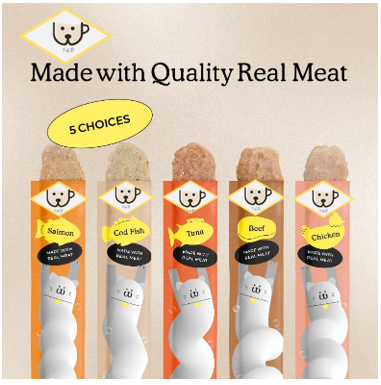 Made with Quality Real Meat
5 CHOICES
Salmon
MADE WITH
REAL MEAT
Cod Fish
MADE WITH
REAL MEAT
Tuna
MADE WITH
REAL MEAT
Beef
MADE WITH
REAL MEAT
Chicken
MADE WITH
REAL MEAT